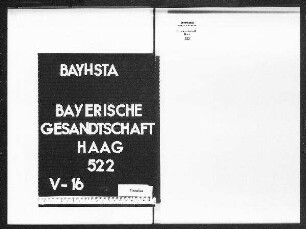 BAYHSTA
BAYERISCHE
GESANDTSCHAFT
HAAG
522
V-16